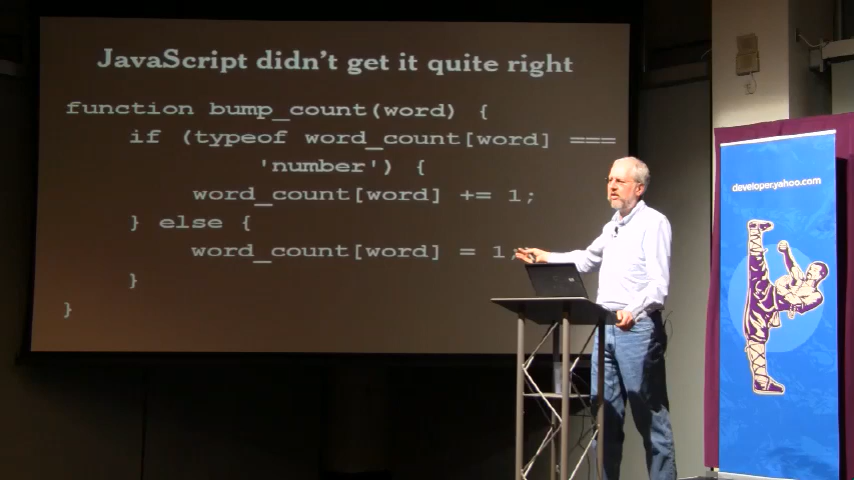 JavaScript didn't get it quite right
function bump_count(word) {
if (typeof word_count[word] ===
'number') {
word_count[word] += 1;
} else {
word_count[word] = 1;
}
}
developer.yahoo.com